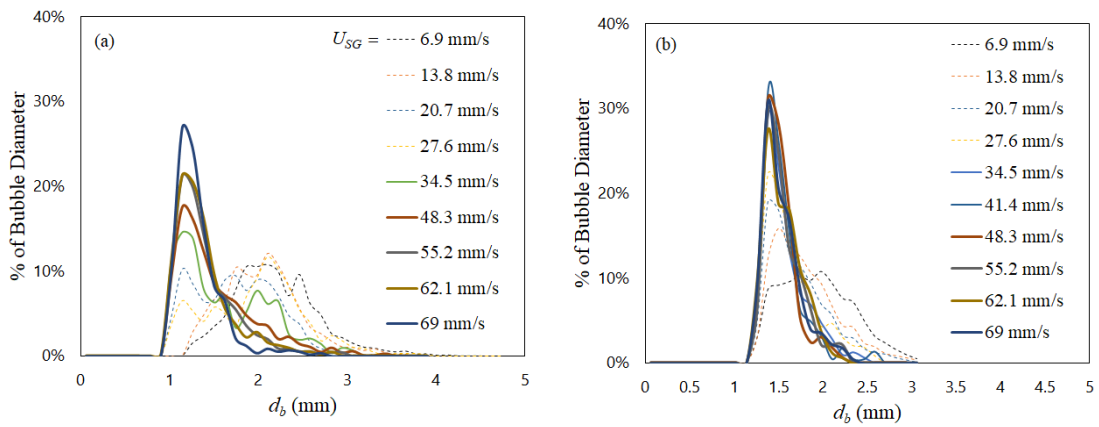 (a)
U_SG =
6.9 mm/s
13.8 mm/s
20.7 mm/s
27.6 mm/s
34.5 mm/s
48.3 mm/s
55.2 mm/s
62.1 mm/s
69 mm/s
40%
30%
20%
10%
0%
% of Bubble Diameter
0 1 2 3 4 5
d_b (mm)
(b)
6.9 mm/s
13.8 mm/s
20.7 mm/s
27.6 mm/s
34.5 mm/s
41.4 mm/s
48.3 mm/s
55.2 mm/s
62.1 mm/s
69 mm/s
40%
30%
20%
10%
0%
% of Bubble Diameter
0 0.5 1 1.5 2 2.5 3 3.5 4 4.5 5
d_b (mm)